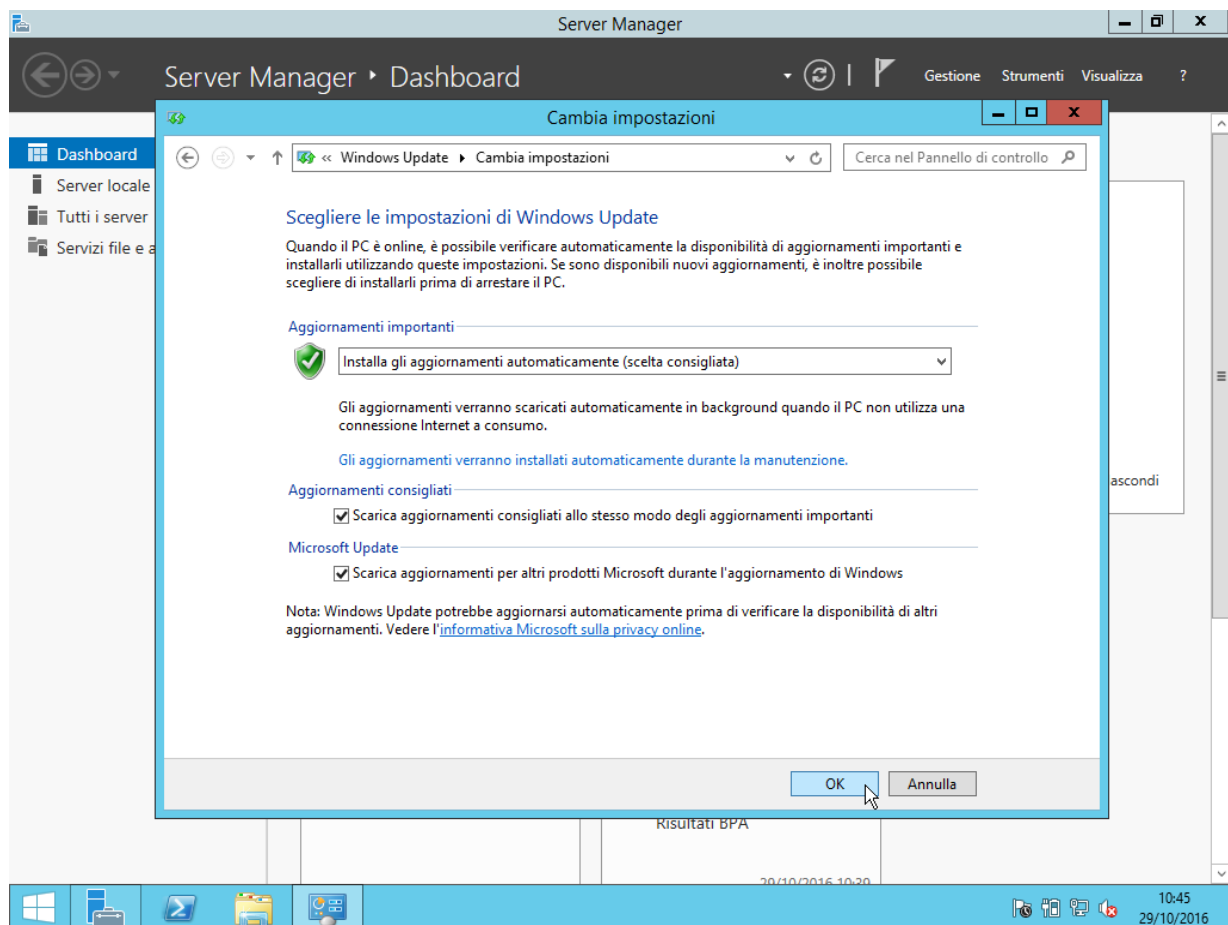 Server Manager
Server Manager ‣ Dashboard
Gestione Strumenti Visualizza ?
Cambia impostazioni
« Windows Update ▸ Cambia impostazioni
Cerca nel Pannello di controllo
Dashboard
Server locale
Tutti i server
Servizi file e a
Scegliere le impostazioni di Windows Update
Quando il PC è online, è possibile verificare automaticamente la disponibilità di aggiornamenti importanti e
installarli utilizzando queste impostazioni. Se sono disponibili nuovi aggiornamenti, è inoltre possibile
scegliere di installarli prima di arrestare il PC.
Aggiornamenti importanti
Installa gli aggiornamenti automaticamente (scelta consigliata)
Gli aggiornamenti verranno scaricati automaticamente in background quando il PC non utilizza una
connessione Internet a consumo.
Gli aggiornamenti verranno installati automaticamente durante la manutenzione.
ascondi
Aggiornamenti consigliati
Scarica aggiornamenti consigliati allo stesso modo degli aggiornamenti importanti
Microsoft Update
Scarica aggiornamenti per altri prodotti Microsoft durante l'aggiornamento di Windows
Nota: Windows Update potrebbe aggiornarsi automaticamente prima di verificare la disponibilità di altri
aggiornamenti. Vedere l'informativa Microsoft sulla privacy online.
OK
Annulla
Risultati BPA
29/10/2016 10:39
10:45
29/10/2016